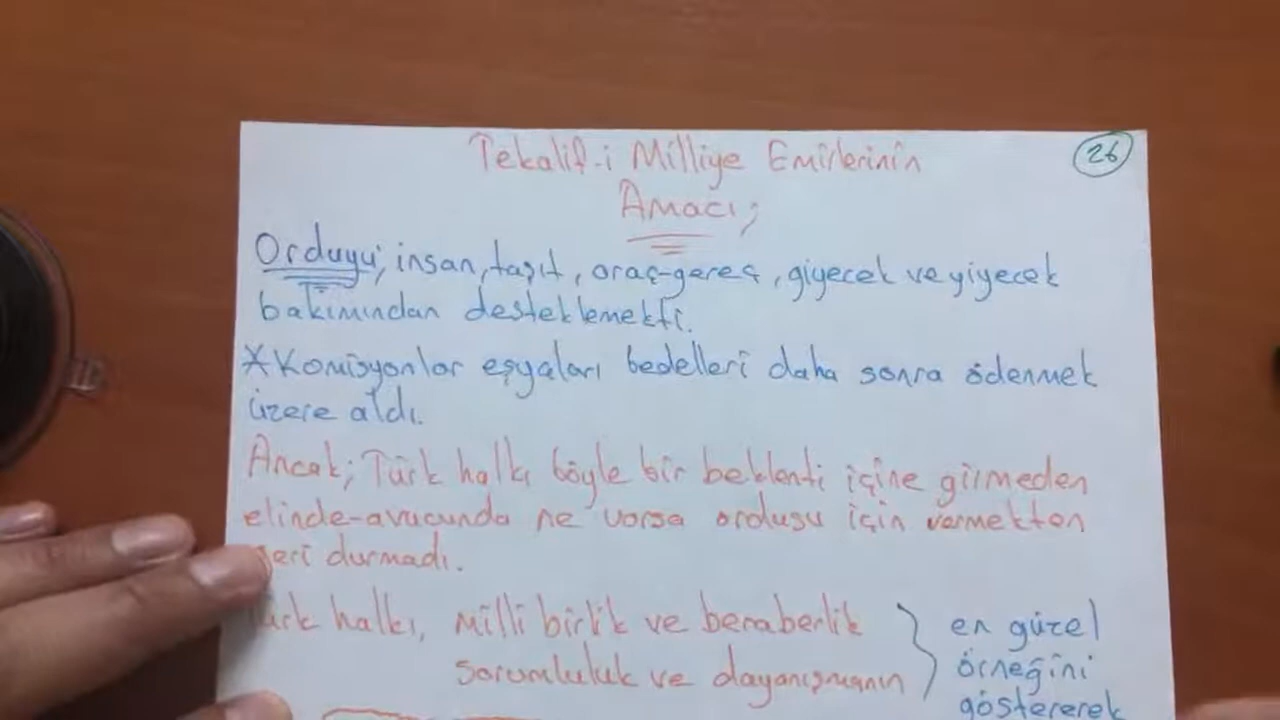 Tekalif-i Milliye Emirlerinin
26
Amacı;
Orduyu; insan, taşıt, araç-gereç, giyecek ve yiyecek
bakımından desteklemekti.
*Komisyonlar eşyaları bedelleri daha sonra ödenmek
üzere aldı.
Ancak; Türk halkı böyle bir beklenti içine girmeden
elinde-avucunda ne varsa ordusu için vermekten
geri durmadı.
Türk halkı, milli birlik ve beraberlik
sorumluluk ve dayanışmanın
en güzel
örneğini
göstererek